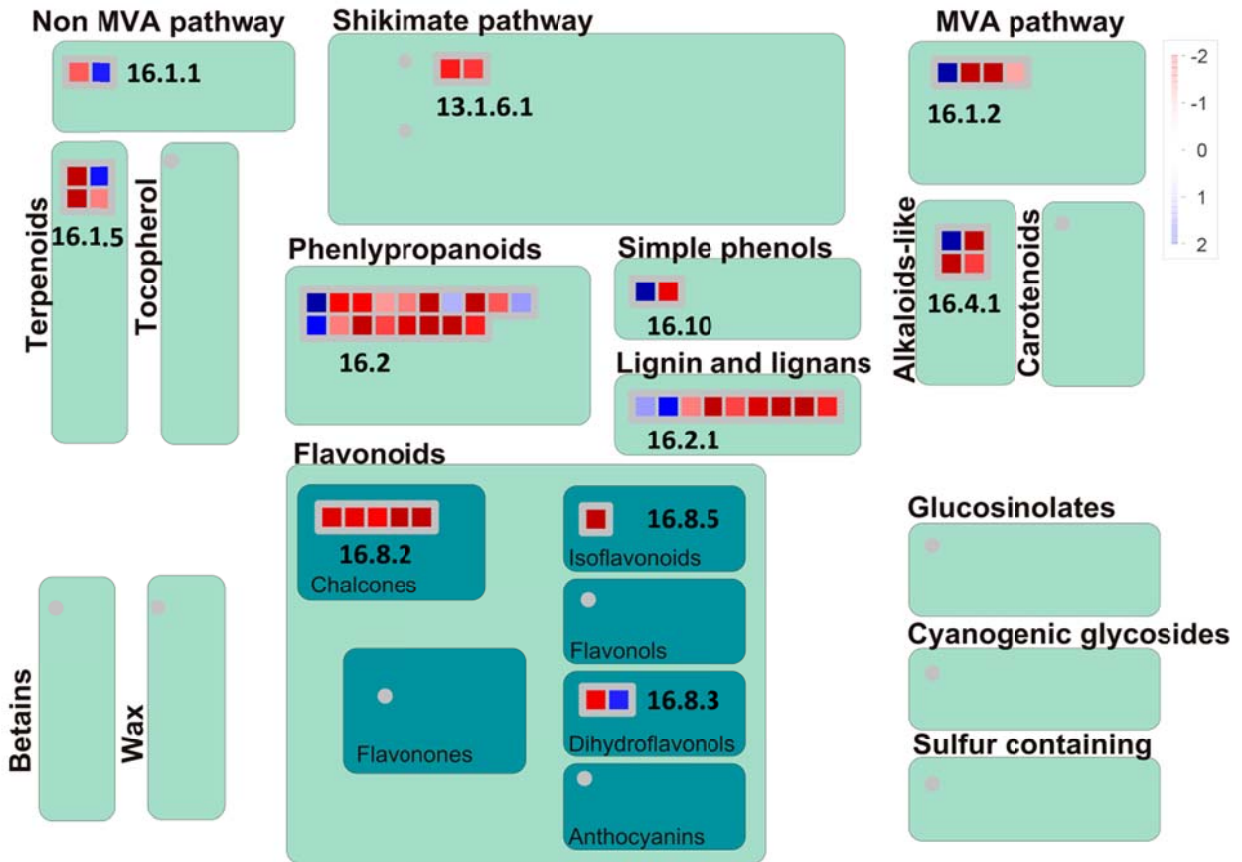 Non MVA pathway
16.1.1
Shikimate pathway
13.1.6.1
MVA pathway
16.1.2
-2
-1
0
1
2
Terpenoids
16.1.5
Tocopherol
Phenlypropanoids
16.2
Simple phenols
16.10
Lignin and lignans
16.2.1
Alkaloids-like
16.4.1
Carotenoids
Flavonoids
16.8.2
Chalcones
16.8.5
Isoflavonoids
Flavonols
Flavonones
16.8.3
Dihydroflavonols
Anthocyanins
Betains
Wax
Glucosinolates
Cyanogenic glycosides
Sulfur containing